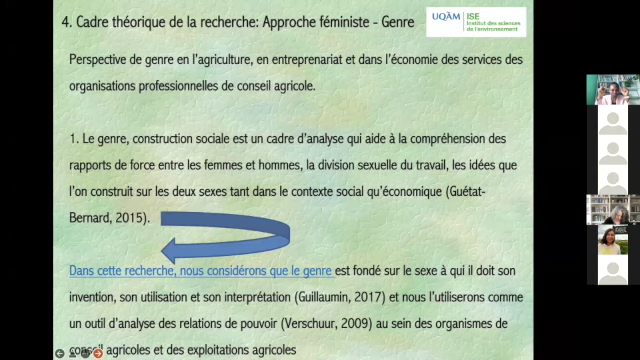 4. Cadre théorique de la recherche: Approche féministe - Genre
UQÀM
ISE
Institut des sciences
de l'environnement
Perspective de genre en l'agriculture, en entreprenariat et dans l'économie des services des
organisations professionnelles de conseil agricole.
1. Le genre, construction sociale est un cadre d'analyse qui aide à la compréhension des
rapports de force entre les femmes et hommes, la division sexuelle du travail, les idées que
l'on construit sur les deux sexes tant dans le contexte social qu'économique (Guétat-
Bernard, 2015).
Dans cette recherche, nous considérons que le genre est fondé sur le sexe à qui il doit son
invention, son utilisation et son interprétation (Guillaumin, 2017) et nous l'utiliserons comme
un outil d'analyse des relations de pouvoir (Verschuur, 2009) au sein des organismes de
conseil agricoles et des exploitations agricoles